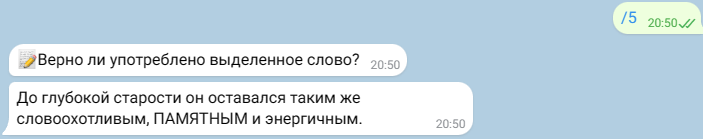 /5 20:50
📝Верно ли употреблено выделенное слово? 20:50
До глубокой старости он оставался таким же
словоохотливым, ПАМЯТНЫМ и энергичным. 20:50